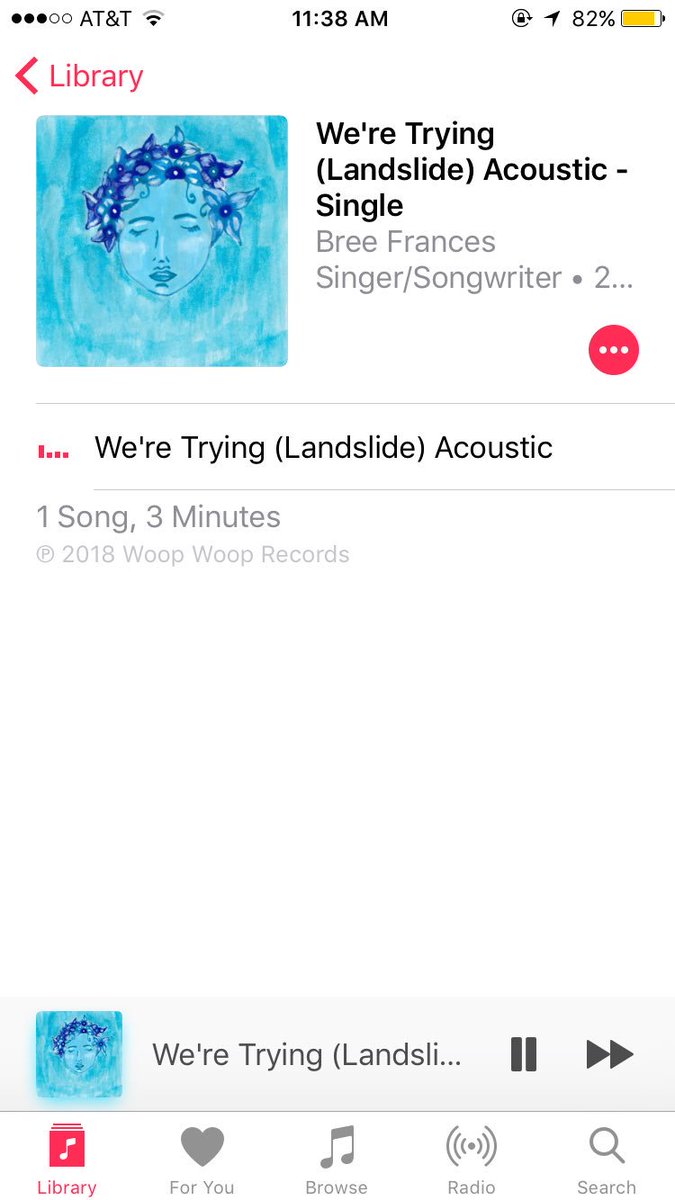 AT&T 11:38 AM 82%
Library
We're Trying
(Landslide) Acoustic -
Single
Bree Frances
Singer/Songwriter • 2...
We're Trying (Landslide) Acoustic
1 Song, 3 Minutes
℗ 2018 Woop Woop Records
We're Trying (Landsli...
Library For You Browse Radio Search